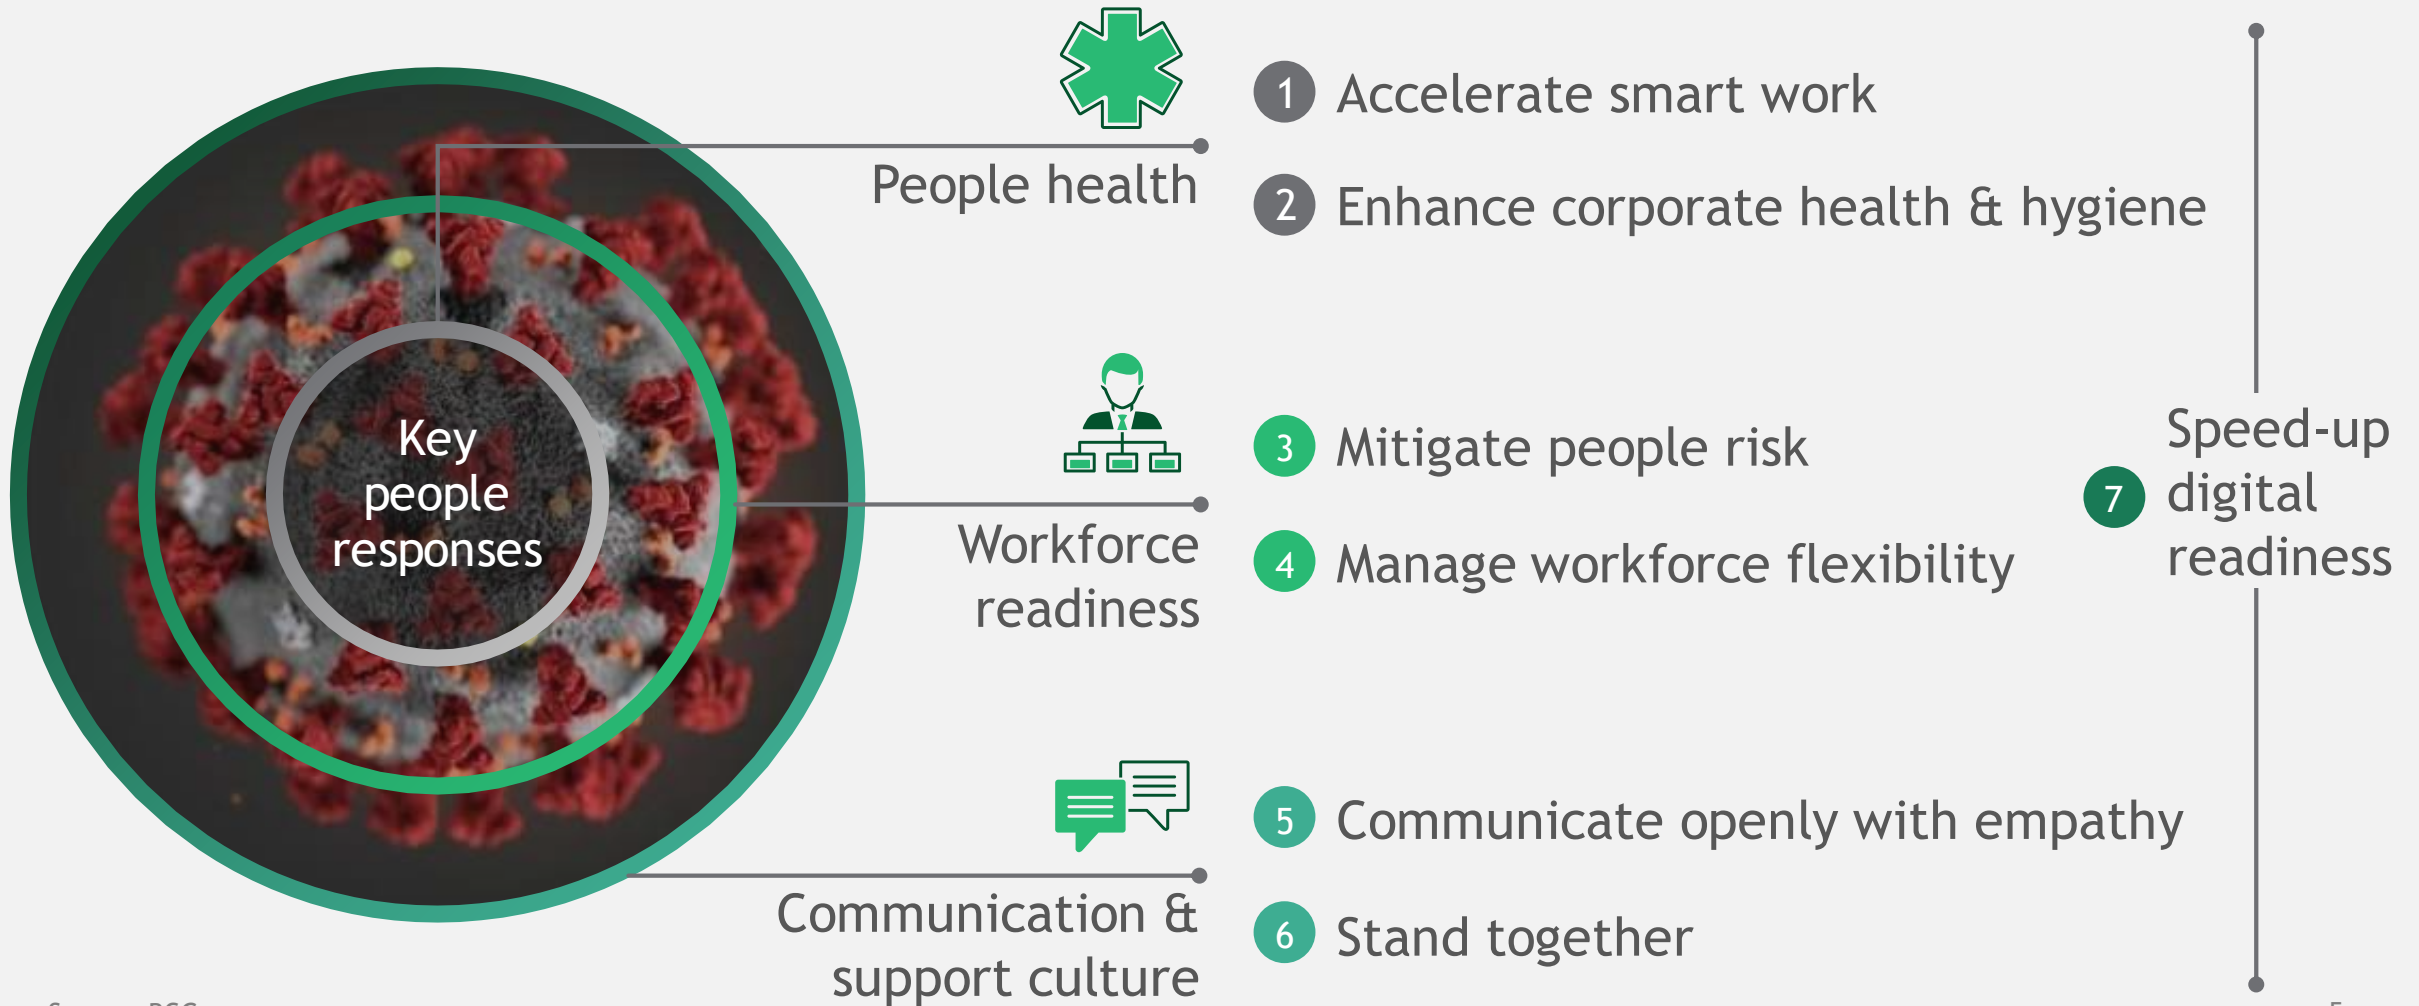 Key
people
responses
People health
1 Accelerate smart work
2 Enhance corporate health & hygiene
Workforce
readiness
3 Mitigate people risk
4 Manage workforce flexibility
Communication &
support culture
5 Communicate openly with empathy
6 Stand together
7
Speed-up
digital
readiness